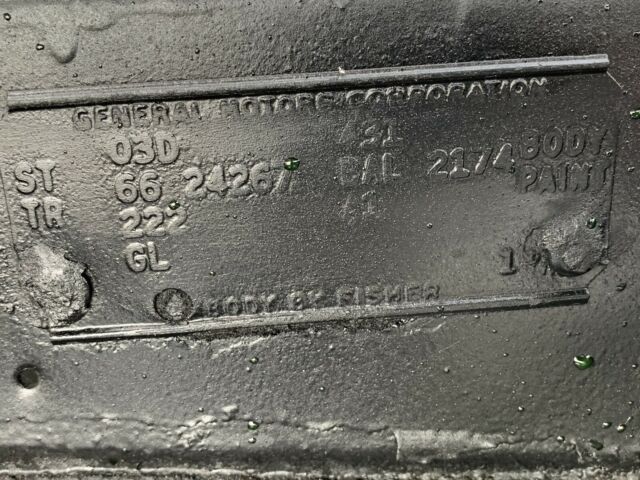 GENERAL MOTORS CORPORATION
03D
ST 66 24267 BAL 2174 BODY
TR 222 PAINT
GL
BODY BY FISHER